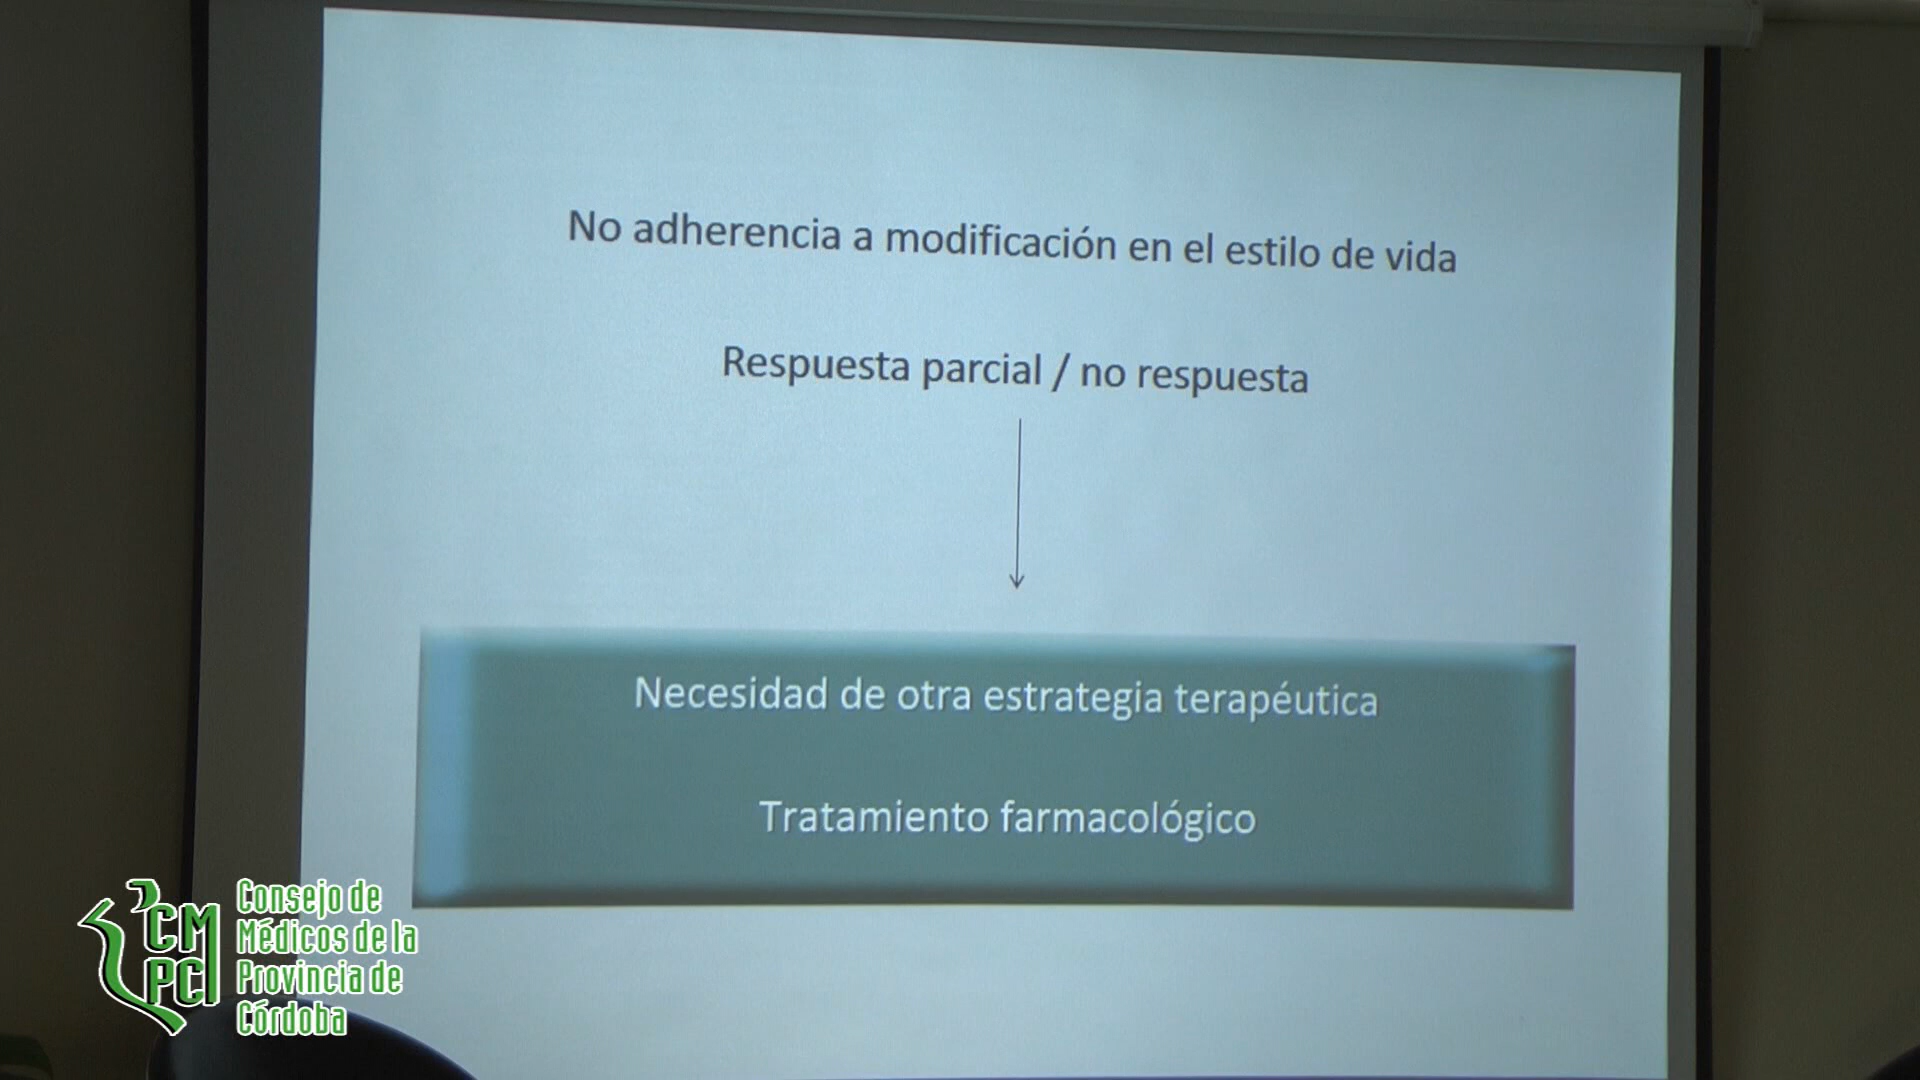 No adherencia a modificación en el estilo de vida
Respuesta parcial / no respuesta
Necesidad de otra estrategia terapéutica
Tratamiento farmacológico
CM
PC
Consejo de
Médicos de la
Provincia de
Córdoba